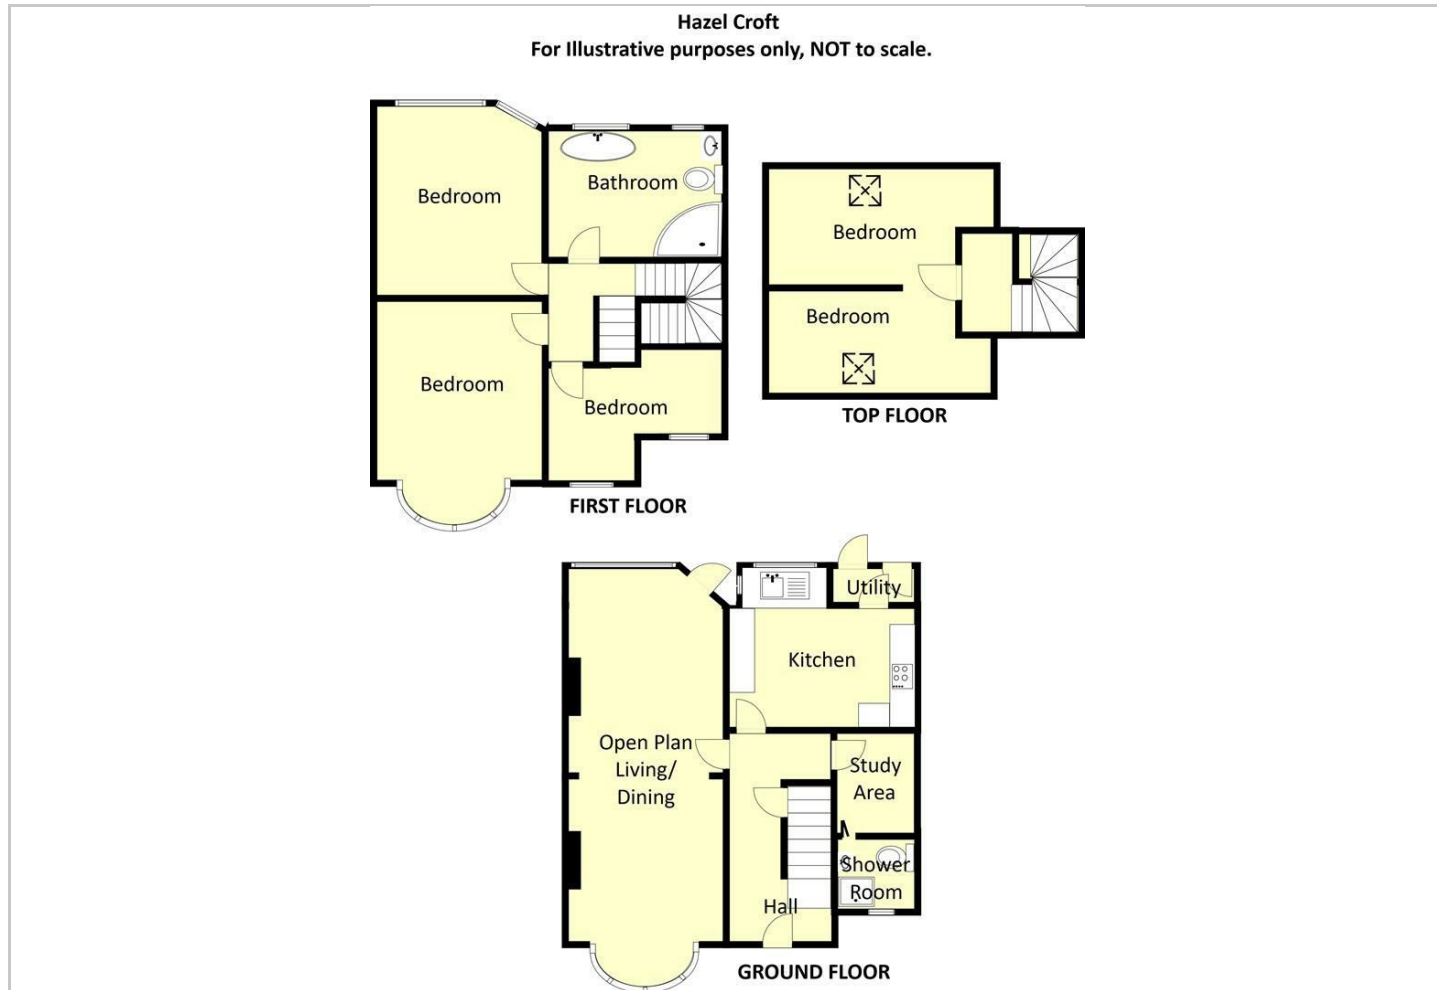 Hazel Croft
For Illustrative purposes only, NOT to scale.
Bedroom
Bathroom
Bedroom
Bedroom
FIRST FLOOR
Bedroom
Bedroom
TOP FLOOR
Utility
Kitchen
Open Plan
Living/
Dining
Study
Area
Shower
Room
Hall
GROUND FLOOR